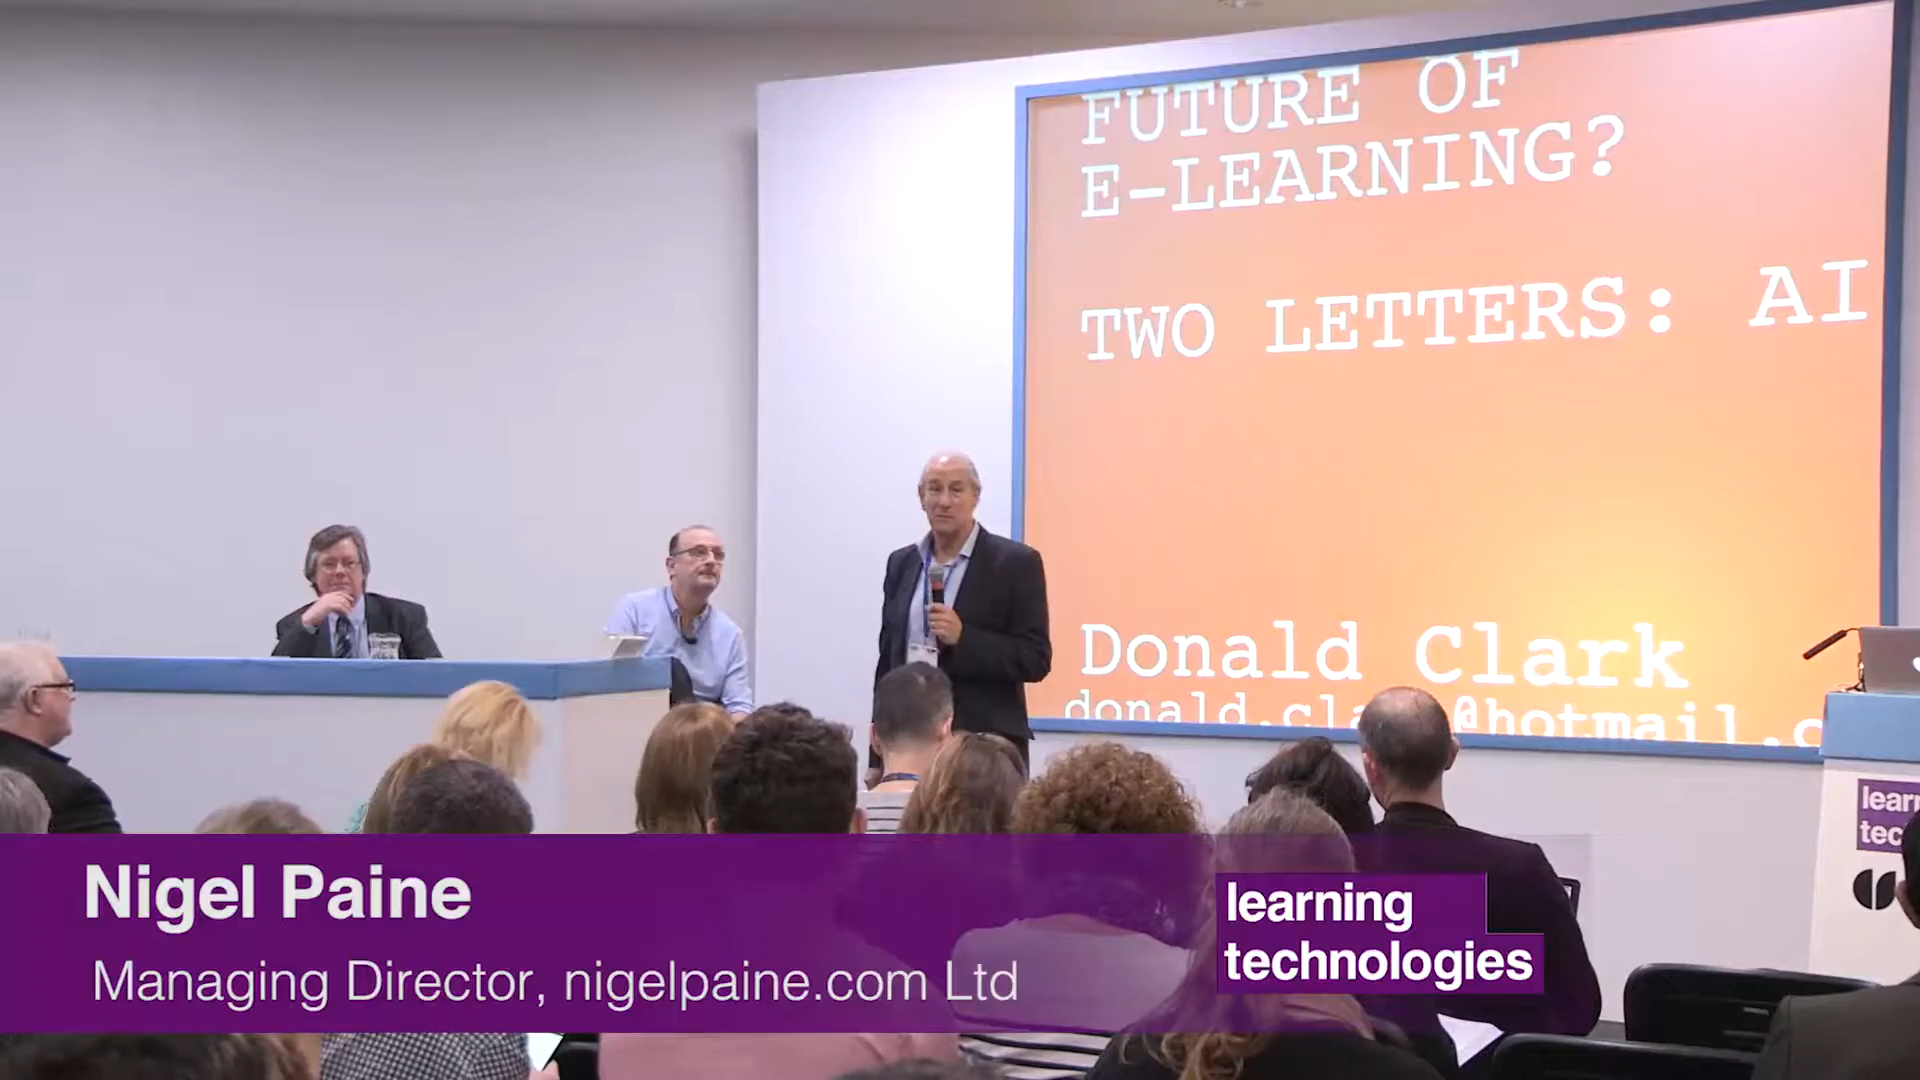 FUTURE OF
E-LEARNING?
TWO LETTERS: AI
Donald Clark
Nigel Paine
Managing Director, nigelpaine.com Ltd
learning
technologies